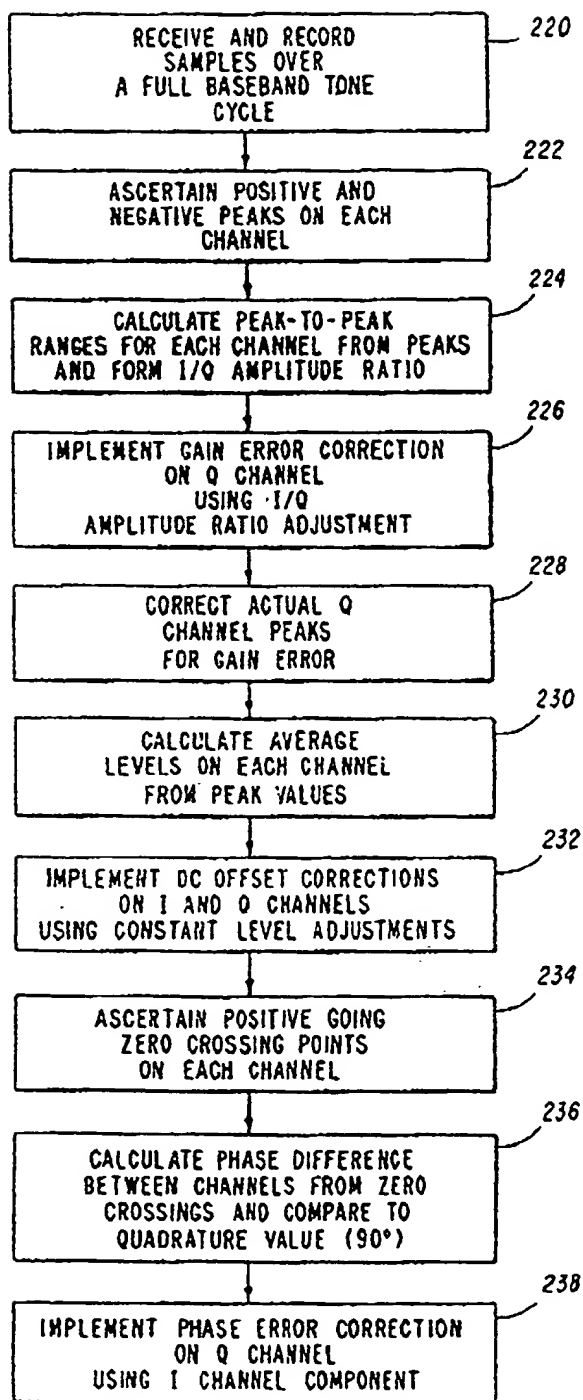 220
RECEIVE AND RECORD
SAMPLES OVER
A FULL BASEBAND TONE
CYCLE
222
ASCERTAIN POSITIVE AND
NEGATIVE PEAKS ON EACH
CHANNEL
224
CALCULATE PEAK-TO-PEAK
RANGES FOR EACH CHANNEL FROM PEAKS
AND FORM I/Q AMPLITUDE RATIO
226
IMPLEMENT GAIN ERROR CORRECTION
ON Q CHANNEL
USING I/Q
AMPLITUDE RATIO ADJUSTMENT
228
CORRECT ACTUAL Q
CHANNEL PEAKS
FOR GAIN ERROR
230
CALCULATE AVERAGE
LEVELS ON EACH CHANNEL
FROM PEAK VALUES
232
IMPLEMENT DC OFFSET CORRECTIONS
ON I AND Q CHANNELS
USING CONSTANT LEVEL ADJUSTMENTS
234
ASCERTAIN POSITIVE GOING
ZERO CROSSING POINTS
ON EACH CHANNEL
236
CALCULATE PHASE DIFFERENCE
BETWEEN CHANNELS FROM ZERO
CROSSINGS AND COMPARE TO
QUADRATURE VALUE (90°)
238
IMPLEMENT PHASE ERROR CORRECTION
ON Q CHANNEL
USING I CHANNEL COMPONENT